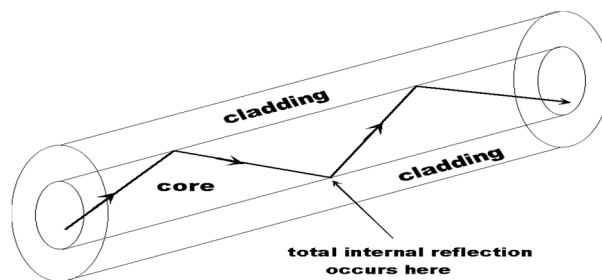 cladding
core
cladding
total internal reflection
occurs here